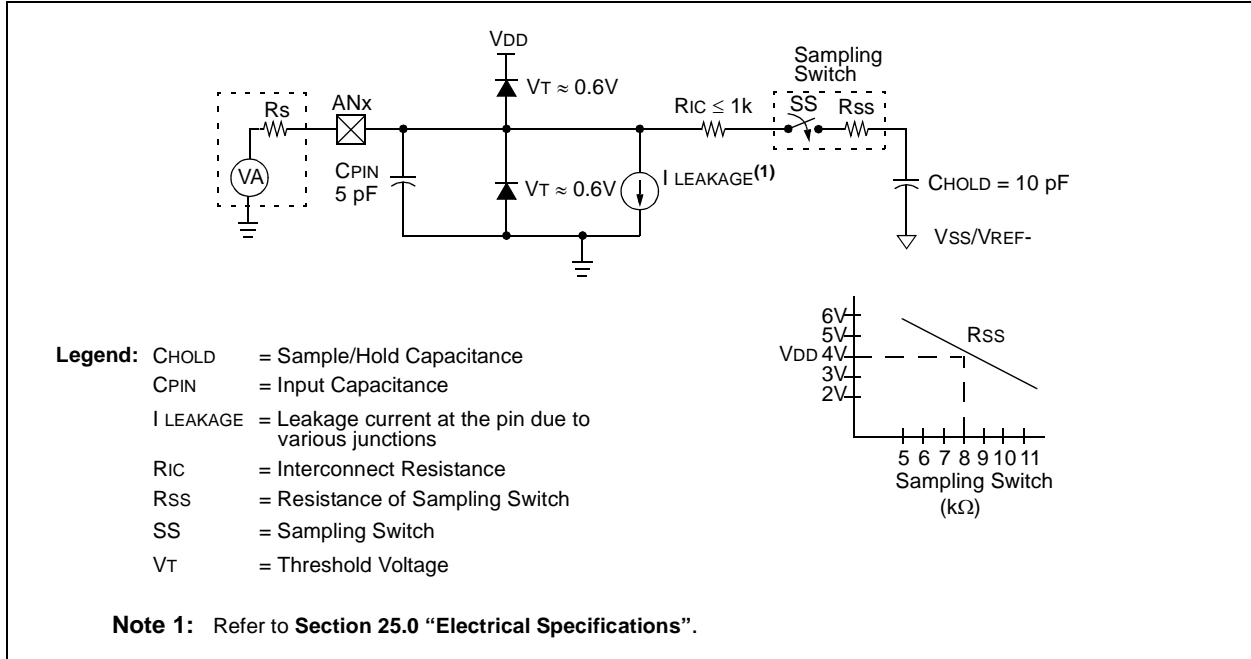 VDD
Sampling
Switch
VT ≈ 0.6V
Rs
ANx
RIC ≤ 1k
SS
RSS
VA
CPIN
5 pF
VT ≈ 0.6V
I LEAKAGE(1)
CHOLD = 10 pF
VSS/VREF-
6V
5V
VDD 4V
3V
2V
RSS
5 6 7 8 9 10 11
Sampling Switch
(kΩ)
Legend: CHOLD = Sample/Hold Capacitance
CPIN = Input Capacitance
I LEAKAGE = Leakage current at the pin due to
various junctions
RIC = Interconnect Resistance
RSS = Resistance of Sampling Switch
SS = Sampling Switch
VT = Threshold Voltage
Note 1: Refer to Section 25.0 “Electrical Specifications”.